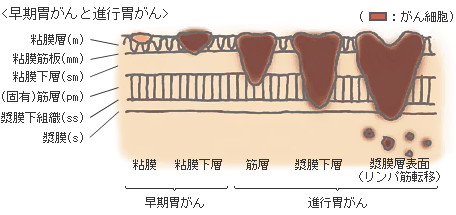 <早期胃がんと進行胃がん>
(■:がん細胞)
粘膜層(m)
粘膜筋板(mm)
粘膜下層(sm)
(固有)筋層(pm)
漿膜下組織(ss)
漿膜(s)
粘膜 粘膜下層 筋層 漿膜下層 漿膜層表面
(リンパ節転移)
早期胃がん 進行胃がん